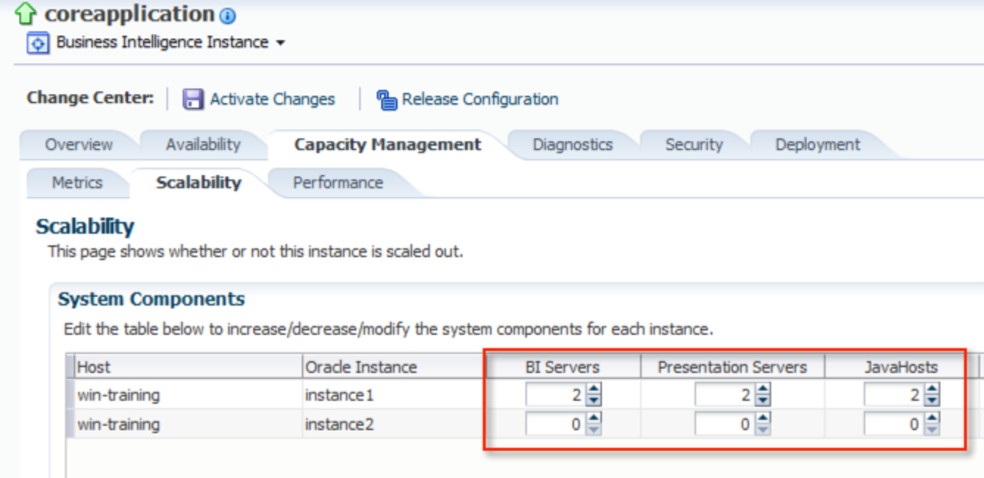 coreapplication
Business Intelligence Instance
Change Center: Activate Changes Release Configuration
Overview Availability Capacity Management Diagnostics Security Deployment
Metrics Scalability Performance
Scalability
This page shows whether or not this instance is scaled out.
System Components
Edit the table below to increase/decrease/modify the system components for each instance.
Host Oracle Instance BI Servers Presentation Servers JavaHosts
win-training instance1 2 2 2
win-training instance2 0 0 0